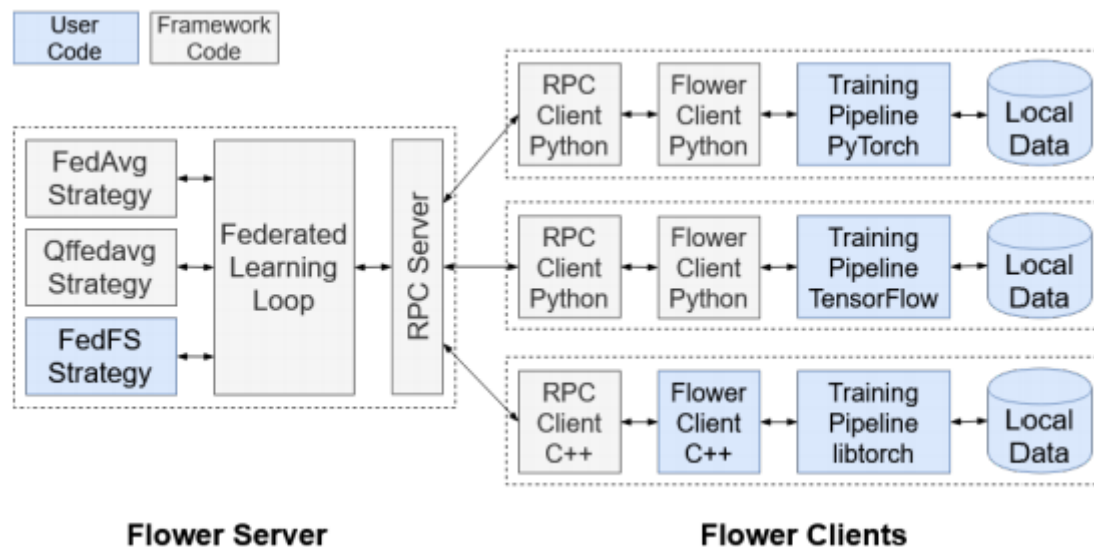 User
Code
Framework
Code
FedAvg
Strategy
Qffedavg
Strategy
FedFS
Strategy
Federated
Learning
Loop
RPC Server
RPC
Client
Python
Flower
Client
Python
Training
Pipeline
PyTorch
Local
Data
RPC
Client
Python
Flower
Client
Python
Training
Pipeline
TensorFlow
Local
Data
RPC
Client
C++
Flower
Client
C++
Training
Pipeline
libtorch
Local
Data
Flower Server
Flower Clients